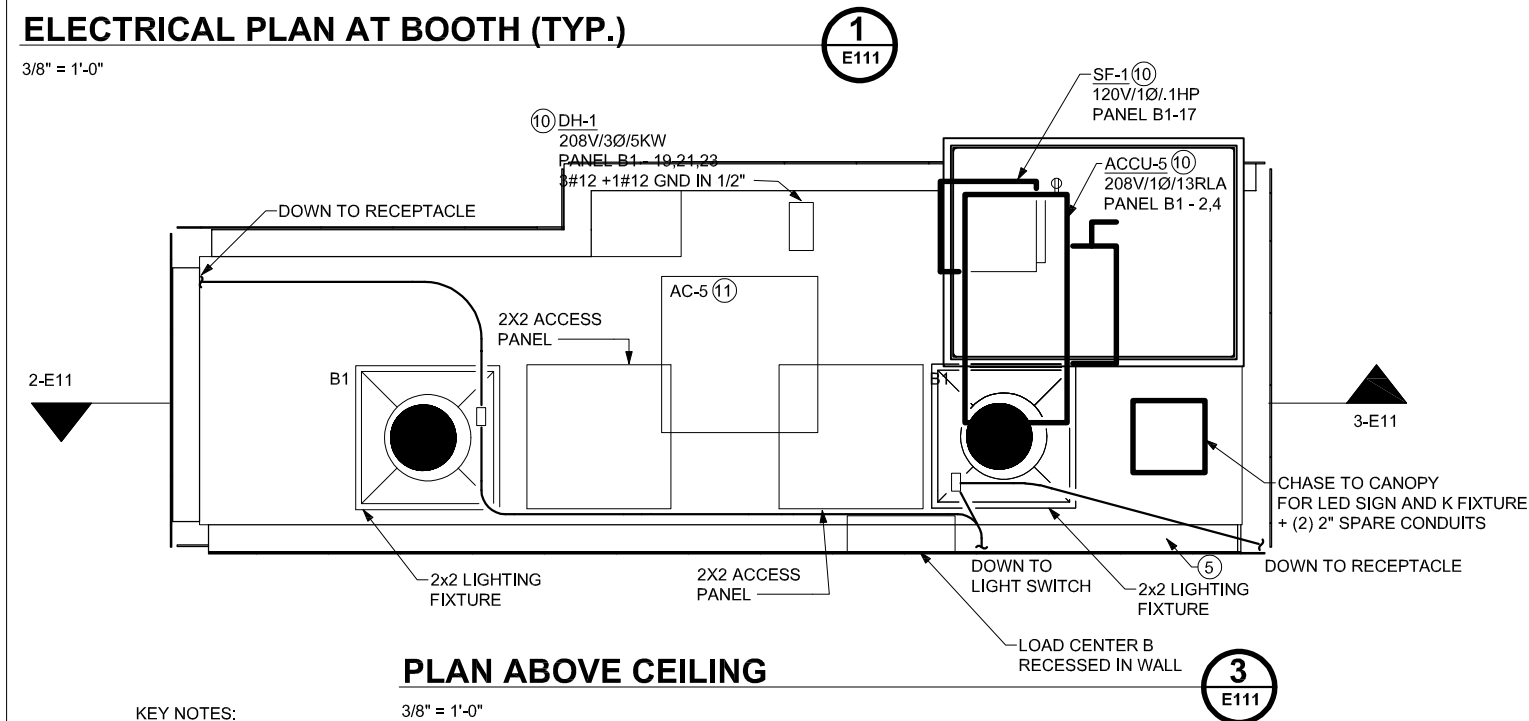 ELECTRICAL PLAN AT BOOTH (TYP.)
3/8" = 1'-0"
1
E111
SF-1 10
120V/1Ø/.1HP
PANEL B1-17
10 DH-1
208V/3Ø/5KW
PANEL B1 - 19,21,23
3#12 +1#12 GND IN 1/2"
ACCU-5 10
208V/1Ø/13RLA
PANEL B1 - 2,4
DOWN TO RECEPTACLE
AC-5 11
2X2 ACCESS
PANEL
2-E11
B1
B1
3-E11
CHASE TO CANOPY
FOR LED SIGN AND K FIXTURE
+ (2) 2" SPARE CONDUITS
2x2 LIGHTING
FIXTURE
2X2 ACCESS
PANEL
DOWN TO
LIGHT SWITCH
5
2x2 LIGHTING
FIXTURE
DOWN TO RECEPTACLE
LOAD CENTER B
RECESSED IN WALL
PLAN ABOVE CEILING
3
E111
KEY NOTES:
3/8" = 1'-0"